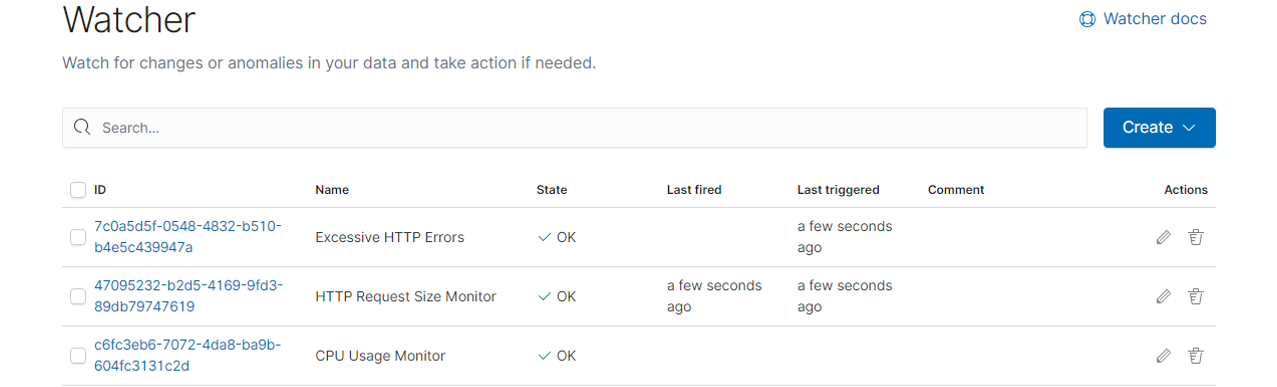 Watcher
Watcher docs
Watch for changes or anomalies in your data and take action if needed.
Search...
Create
ID Name State Last fired Last triggered Comment Actions
7c0a5d5f-0548-4832-b510-
b4e5c439947a
Excessive HTTP Errors
OK
a few seconds
ago
47095232-b2d5-4169-9fd3-
89db79747619
HTTP Request Size Monitor
OK
a few seconds
ago
a few seconds
ago
c6fc3eb6-7072-4da8-ba9b-
604fc3131c2d
CPU Usage Monitor
OK